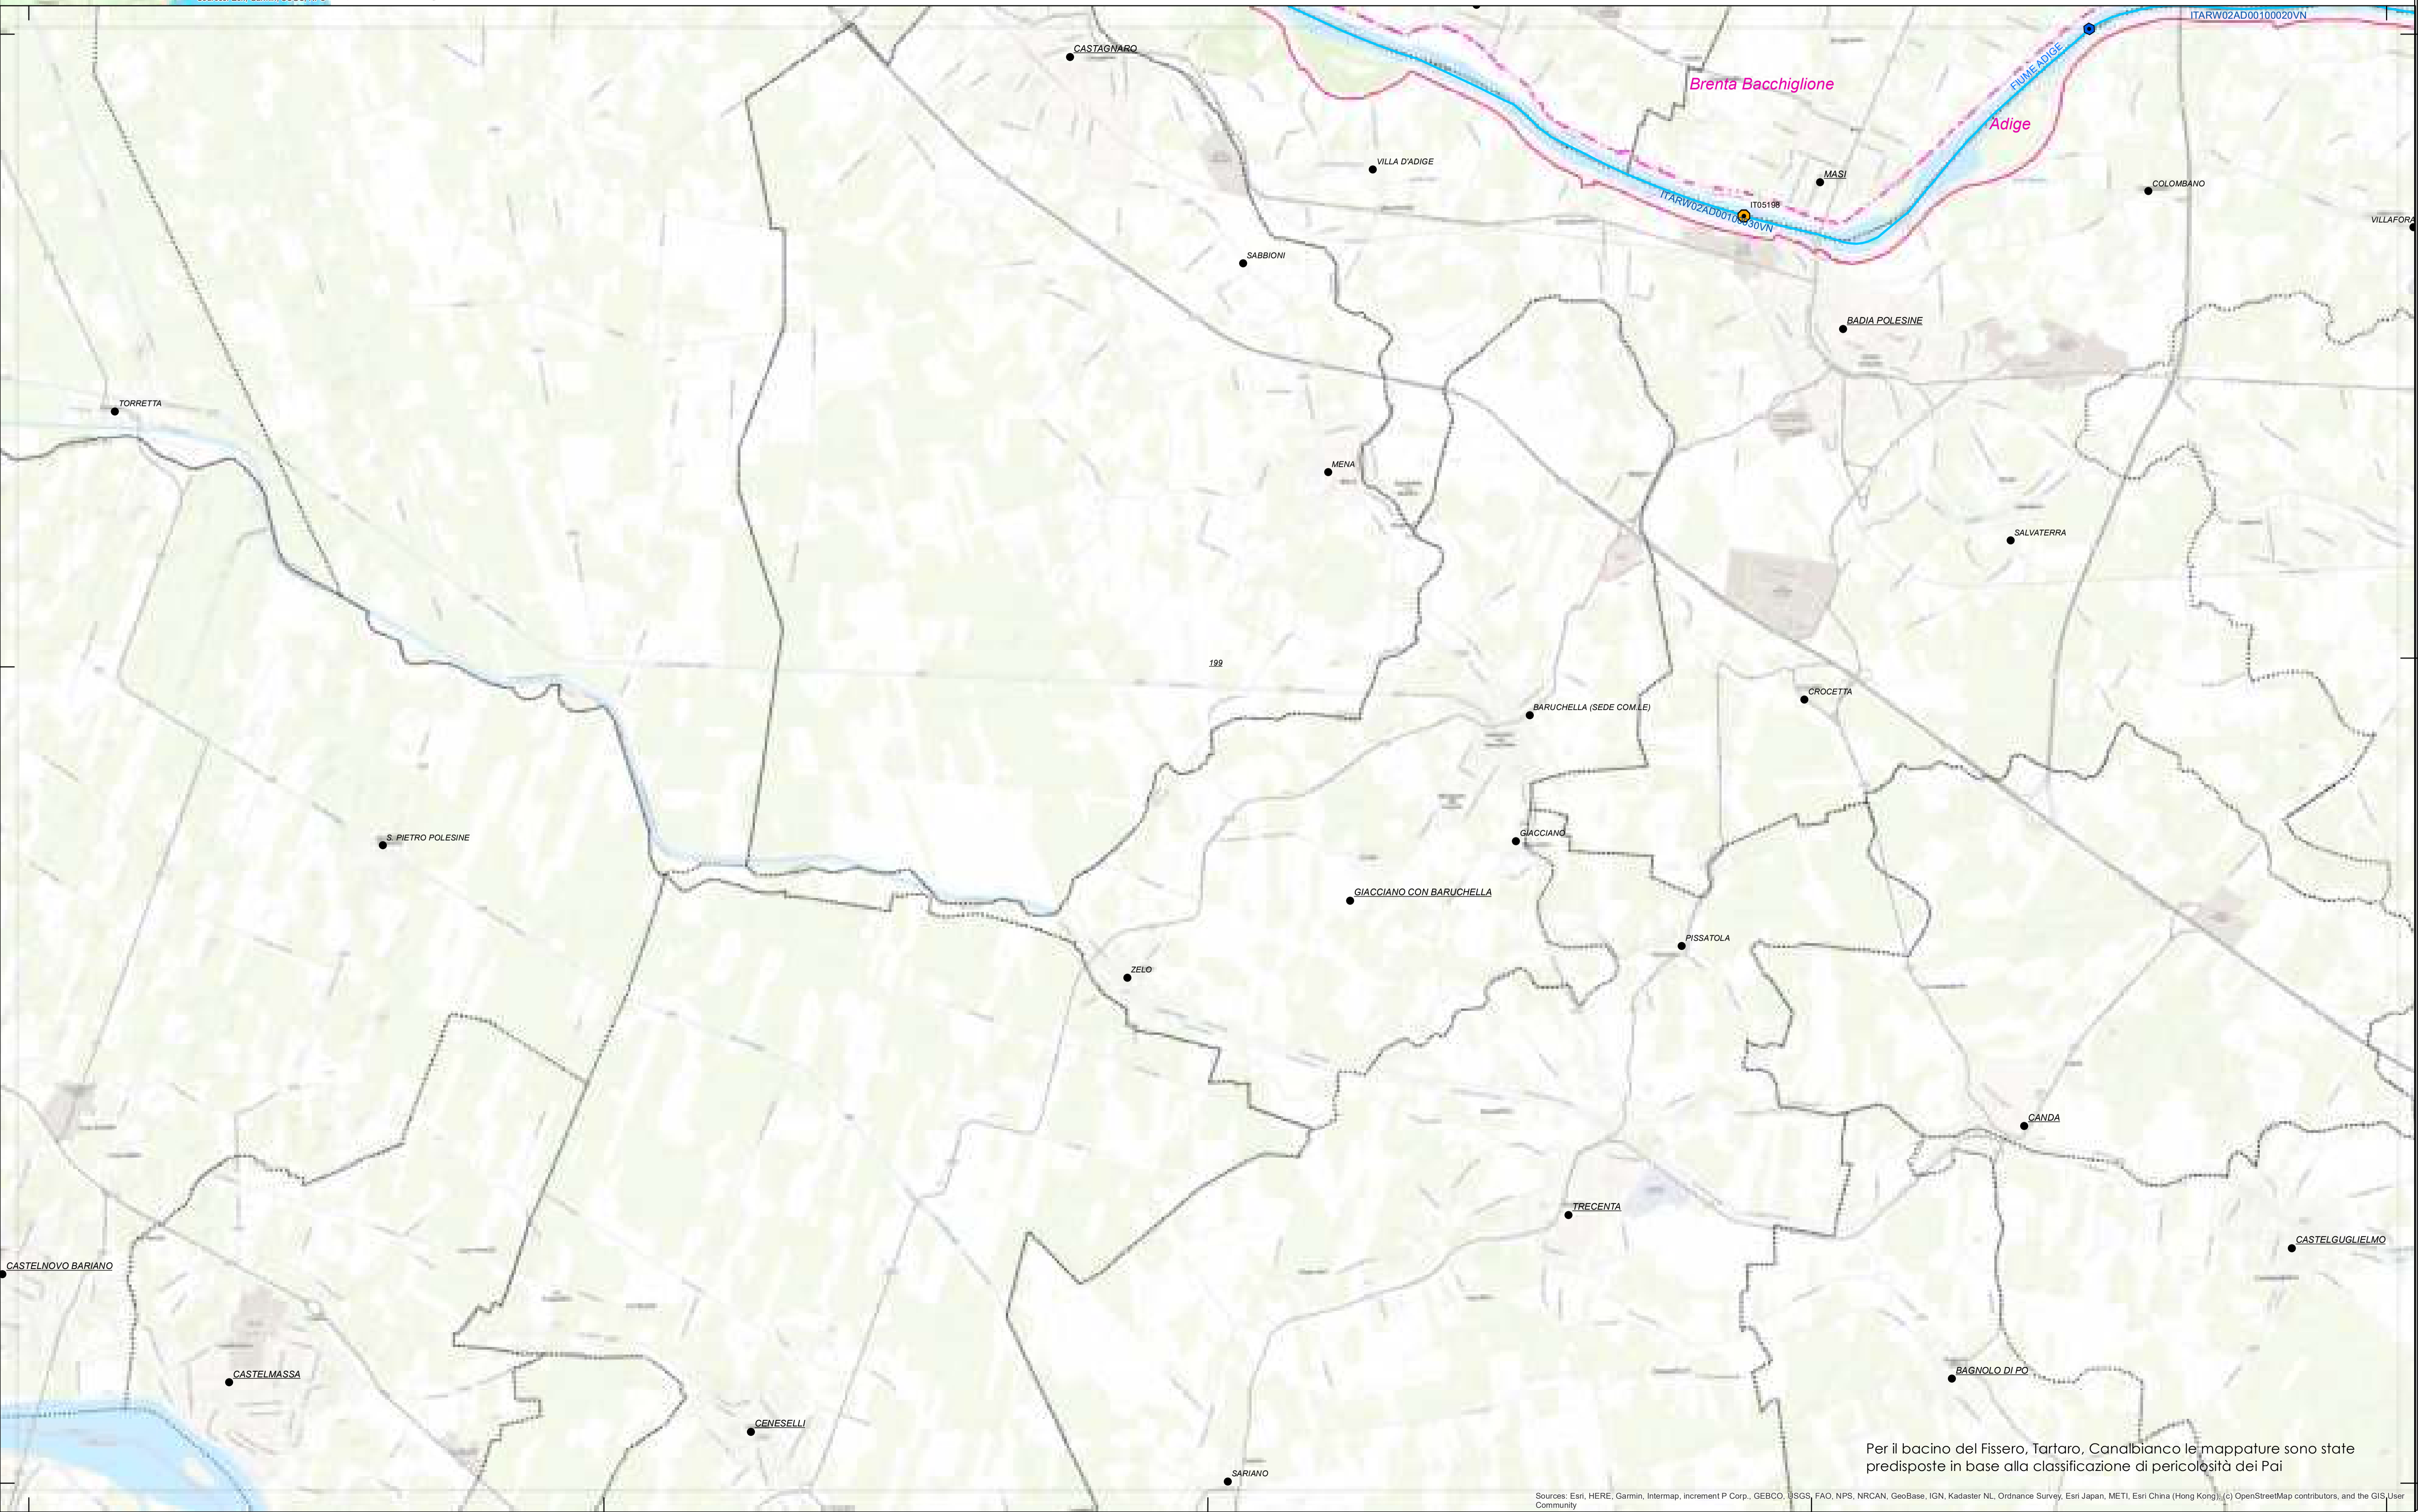 ITARW02AD00100020VN
CASTAGNARO
FIUME ADIGE
Brenta Bacchiglione
Adige
VILLA D'ADIGE
MASI
COLOMBANO
IT05198
ITARW02AD00100030VN
VILLAFORA
SABBIONI
BADIA POLESINE
TORRETTA
MENA
SALVATERRA
199
CROCETTA
BARUCHELLA (SEDE COM.LE)
S. PIETRO POLESINE
GIACCIANO
GIACCIANO CON BARUCHELLA
PISSATOLA
ZELO
CANDA
TRECENTA
CASTELGUGLIELMO
CASTELNOVO BARIANO
CASTELMASSA
BAGNOLO DI PO
CENESELLI
SARIANO
Per il bacino del Fissero, Tartaro, Canalbianco le mappature sono state
predisposte in base alla classificazione di pericolosità dei Pai
Sources: Esri, HERE, Garmin, Intermap, increment P Corp., GEBCO, USGS, FAO, NPS, NRCAN, GeoBase, IGN, Kadaster NL, Ordnance Survey, Esri Japan, METI, Esri China (Hong Kong), (c) OpenStreetMap contributors, and the GIS User
Community